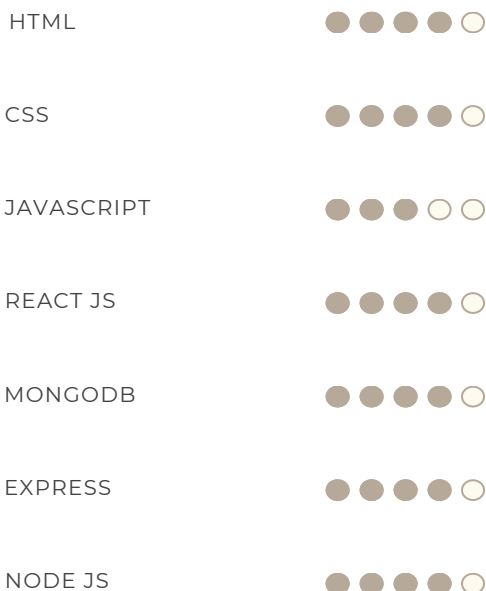 HTML
CSS
JAVASCRIPT
REACT JS
MONGODB
EXPRESS
NODE JS